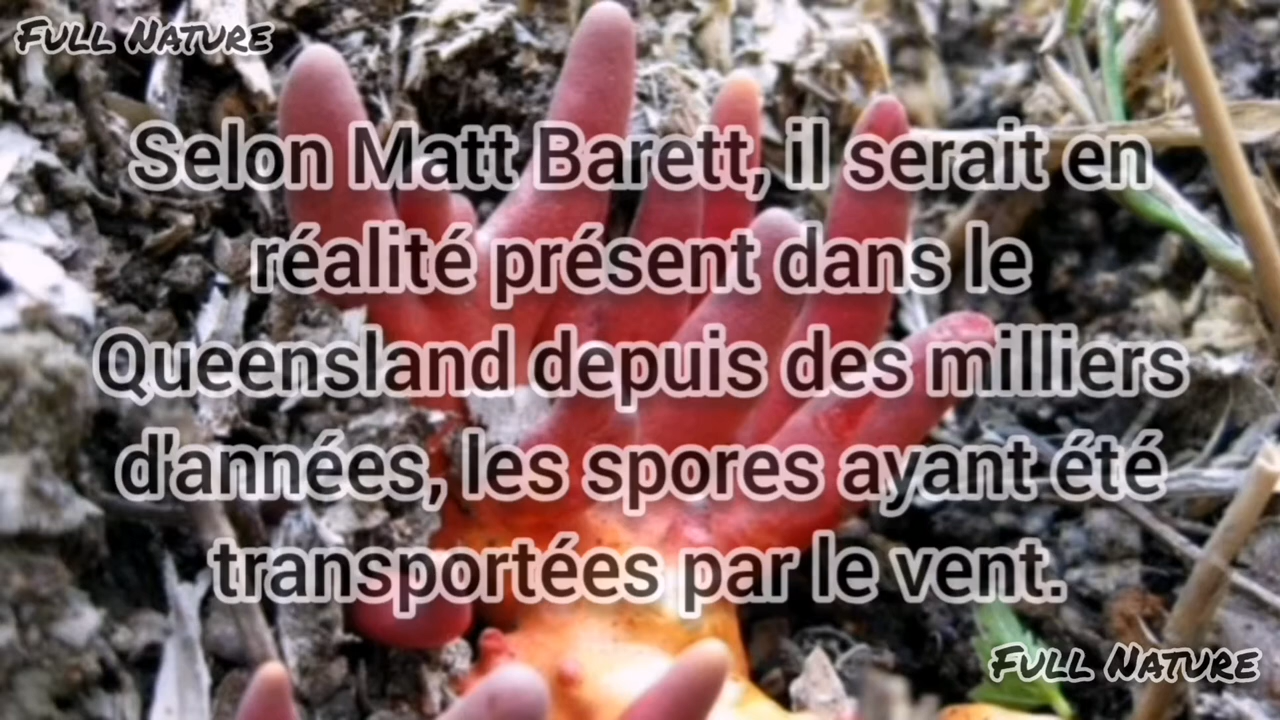 Full Nature
Selon Matt Barett, il serait en
réalité présent dans le
Queensland depuis des milliers
d'années, les spores ayant été
transportées par le vent.
Full Nature